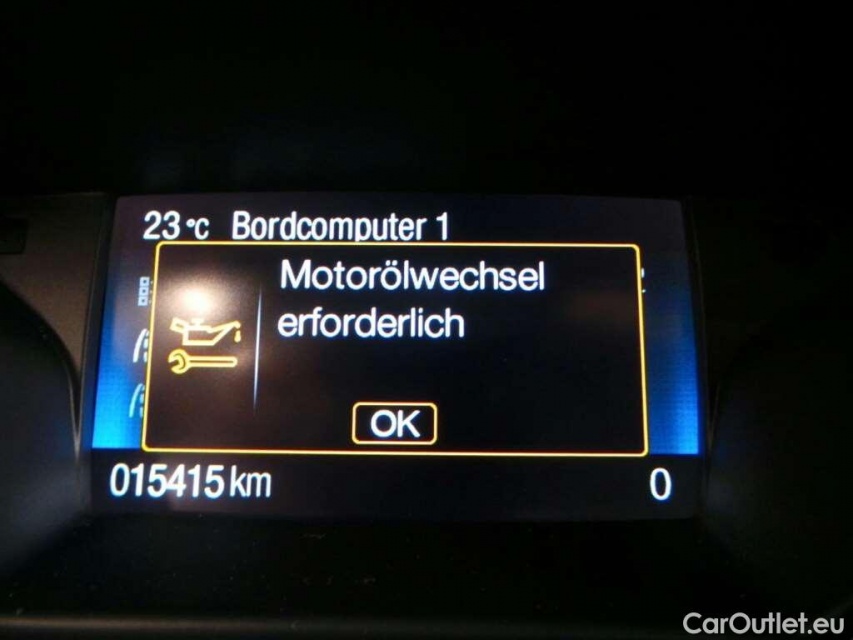 23 °C Bordcomputer 1
Motorölwechsel
erforderlich
OK
015415 km 0
CarOutlet.eu